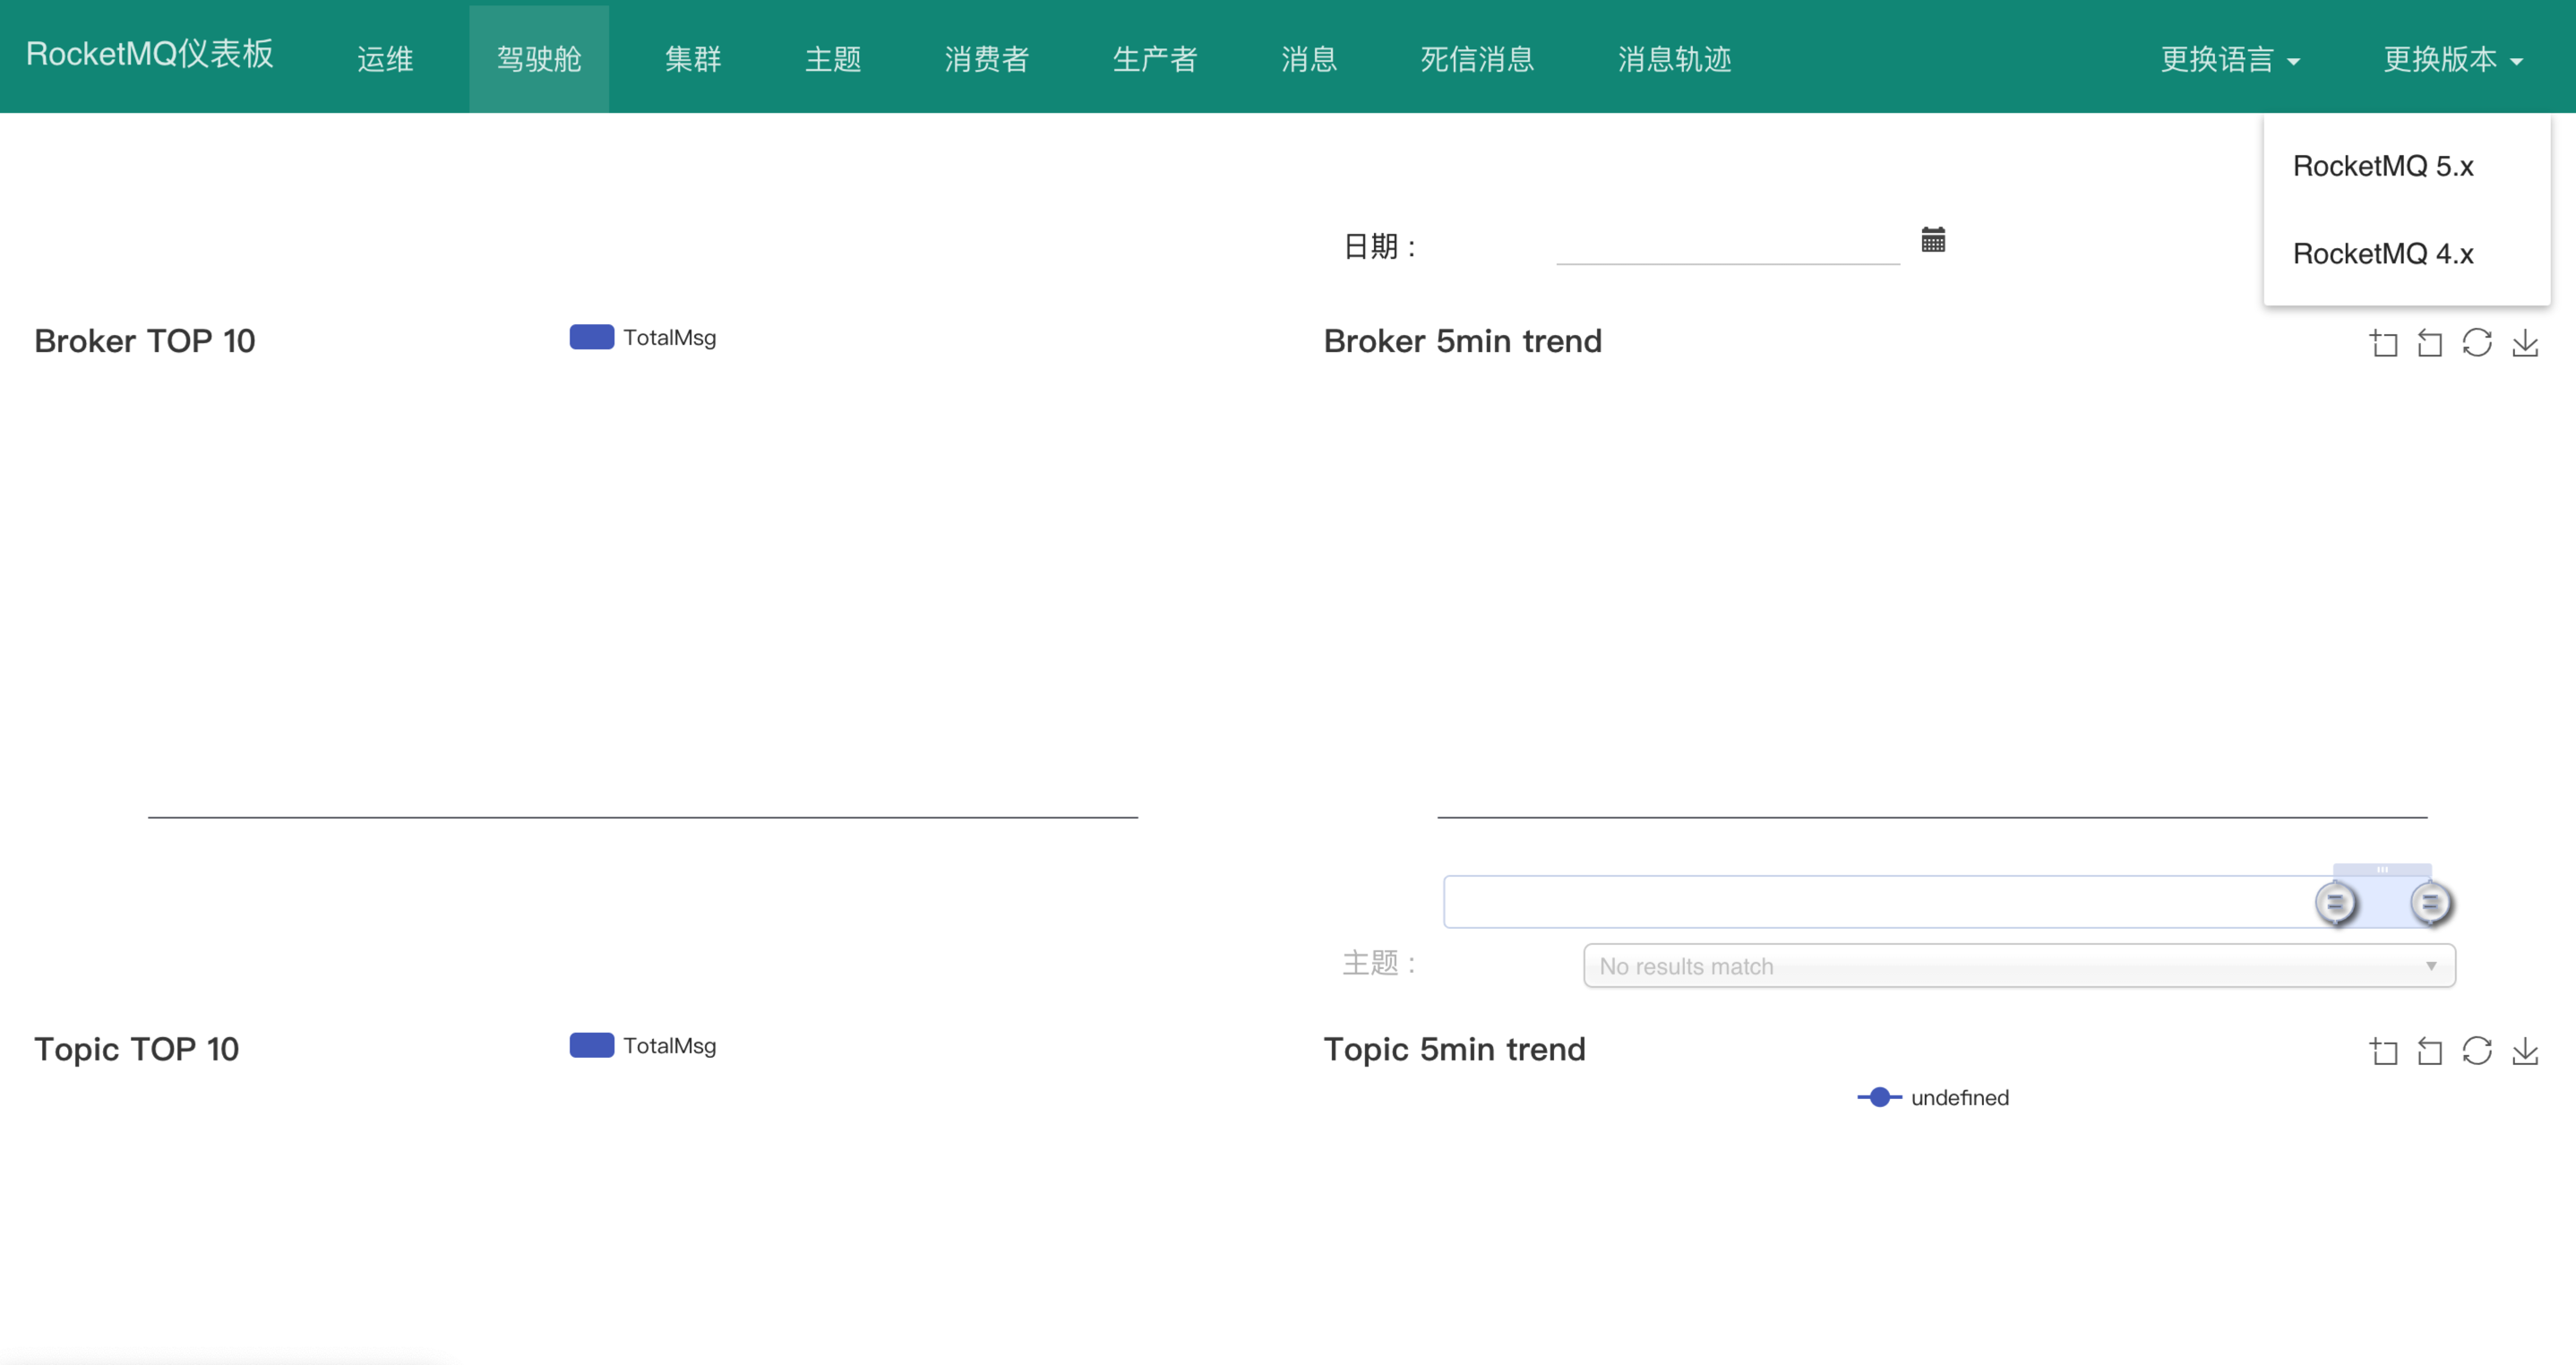 RocketMQ仪表板 运维 驾驶舱 集群 主题 消费者 生产者 消息 死信消息 消息轨迹 更换语言 更换版本
RocketMQ 5.x
RocketMQ 4.x
日期：
Broker TOP 10 TotalMsg Broker 5min trend
主题： No results match
Topic TOP 10 TotalMsg Topic 5min trend
undefined